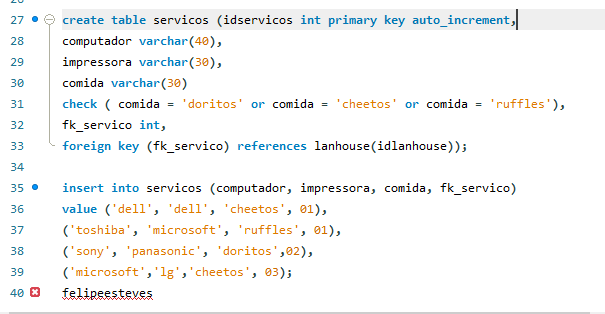 27 create table servicos (idservicos int primary key auto_increment,
28 computador varchar(40),
29 impressora varchar(30),
30 comida varchar(30)
31 check ( comida = 'doritos' or comida = 'cheetos' or comida = 'ruffles'),
32 fk_servico int,
33 foreign key (fk_servico) references lanhouse(idlanhouse));
34
35 insert into servicos (computador, impressora, comida, fk_servico)
36 value ('dell', 'dell', 'cheetos', 01),
37 ('toshiba', 'microsoft', 'ruffles', 01),
38 ('sony', 'panasonic', 'doritos',02),
39 ('microsoft','lg','cheetos', 03);
40 felipeesteves